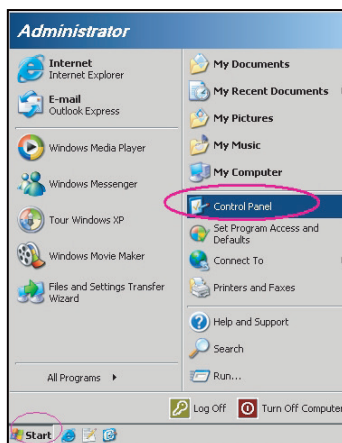 Administrator
Internet
Internet Explorer
E-mail
Outlook Express
Windows Media Player
Windows Messenger
Tour Windows XP
Windows Movie Maker
Files and Settings Transfer
Wizard
All Programs
My Documents
My Recent Documents
My Pictures
My Music
My Computer
Control Panel
Set Program Access and
Defaults
Connect To
Printers and Faxes
Help and Support
Search
Run...
Log Off
Turn Off Computer
Start